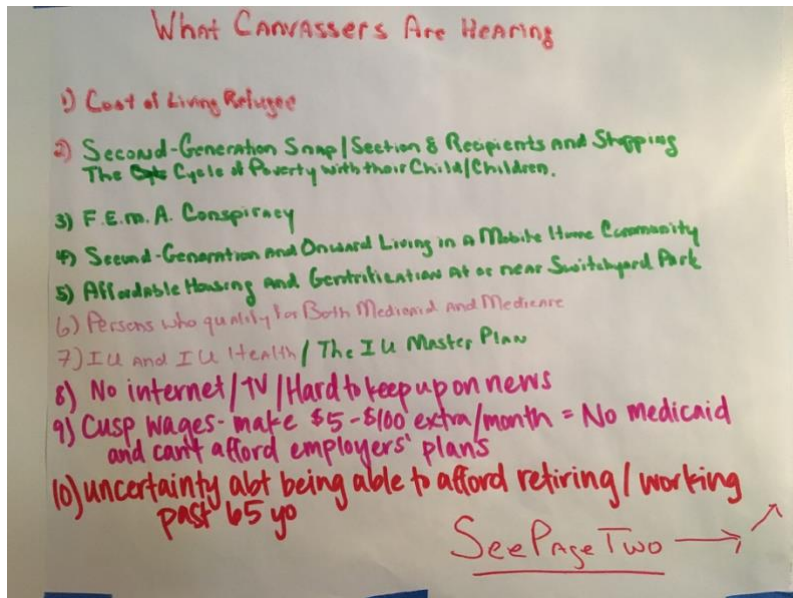 What Canvassers Are Hearing
1) Cost of Living Refugee
2) Second-Generation Snap/Section 8 Recipients And Stopping
The Cycle of Poverty with their Child/Children.
3) F.E.M.A. Conspiracy
4) Second-Generation And Onward Living in A Mobile Home Community
5) Affordable Housing And Gentrification At or near Switchyard Park
6) Persons who qualify for Both Medicaid and Medicare
7) IU And IU Health/The IU Master Plan
8) No internet/TV/Hard to keep up on news
9) Cusp wages- make $5-$100 extra/month = No medicaid
and can't afford employers' plans
10) uncertainty abt being able to afford retiring/working
past 65 yo
See Page Two